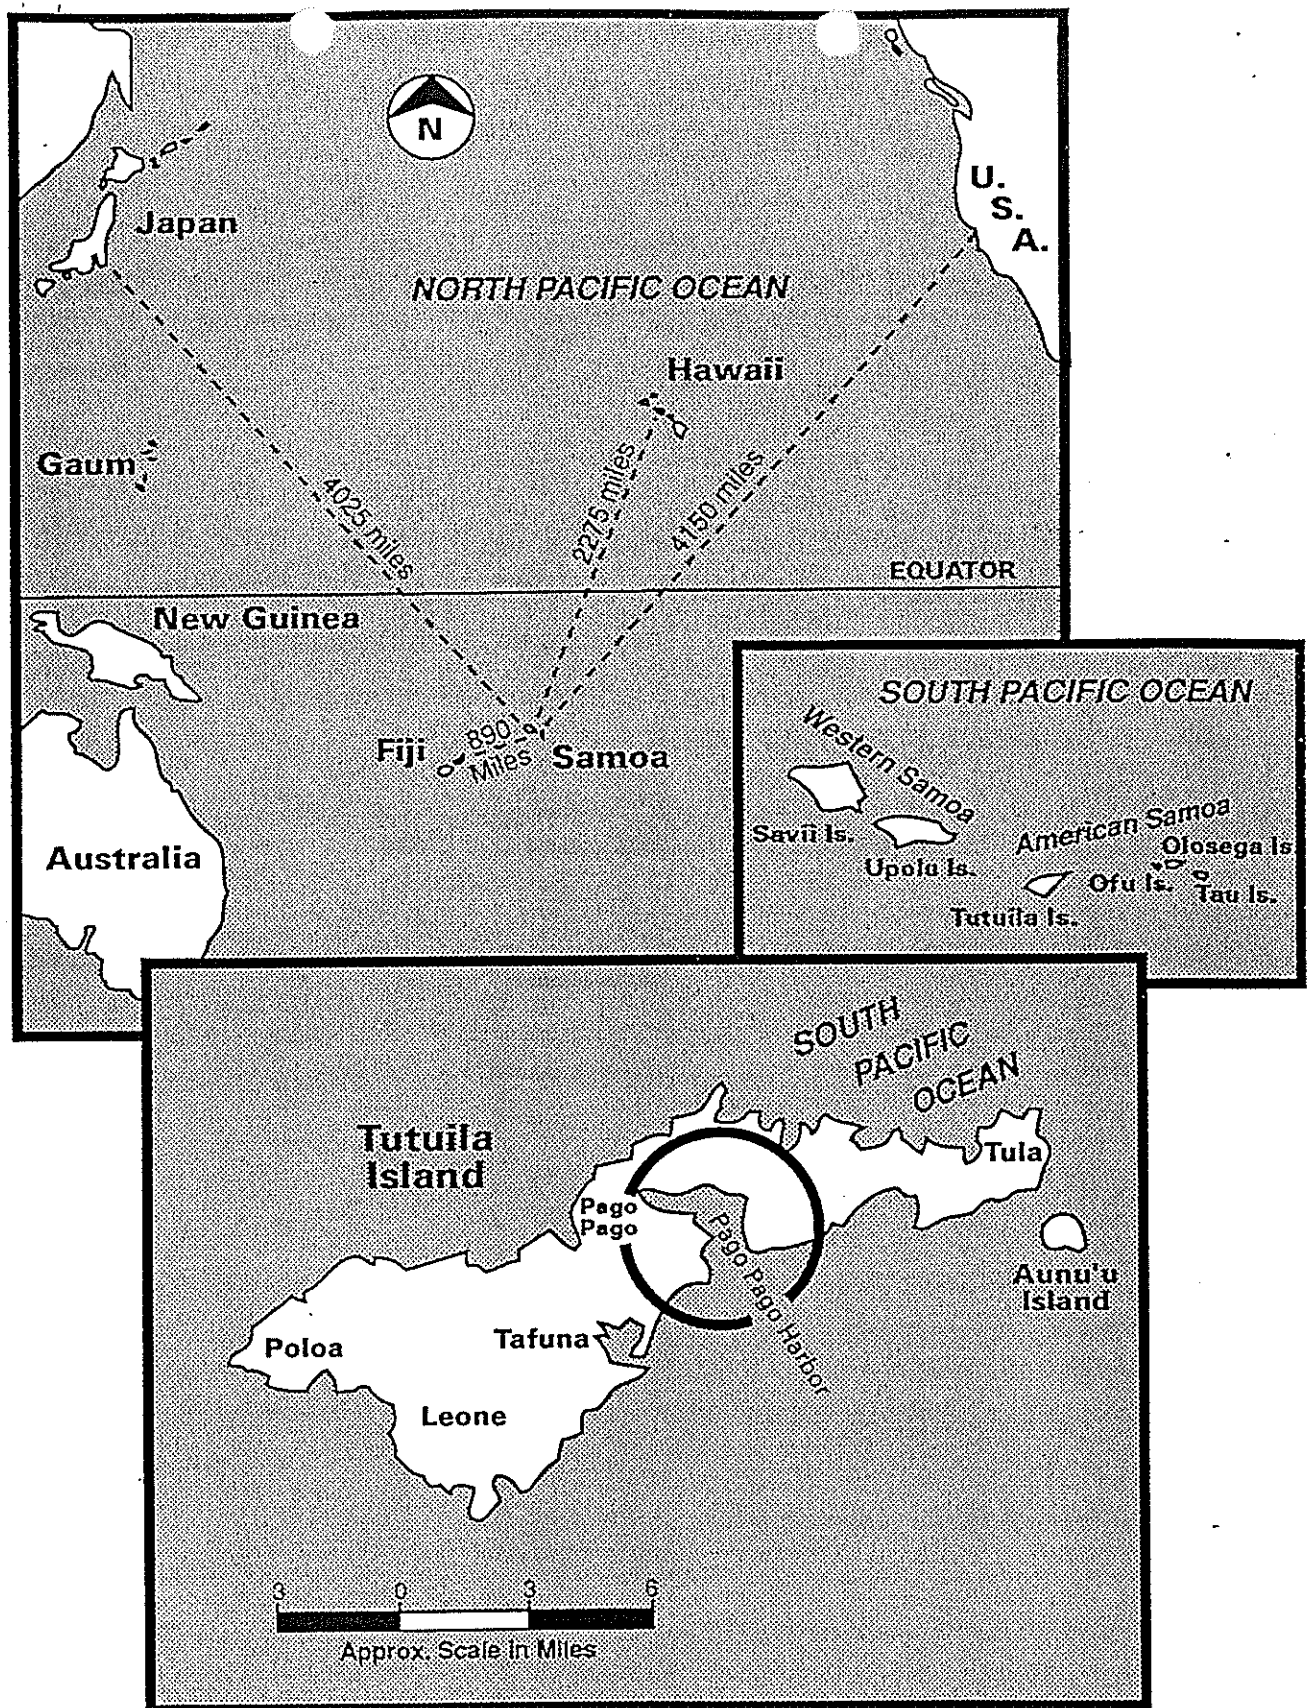 N
U.
S.
A.
Japan
NORTH PACIFIC OCEAN
Hawaii
Gaum
4025 miles
2275 miles
4150 miles
EQUATOR
New Guinea
Fiji
890
Miles
Samoa
Australia
SOUTH PACIFIC OCEAN
Western Samoa
Savii Is.
Upolu Is.
American Samoa
Olosega Is
Ofu Is.
Tau Is.
Tutuila Is.
SOUTH
PACIFIC
OCEAN
Tutuila
Island
Tula
Pago
Pago
Pago Pago Harbor
Aunu'u
Island
Poloa
Tafuna
Leone
3 0 3 6
Approx. Scale in Miles